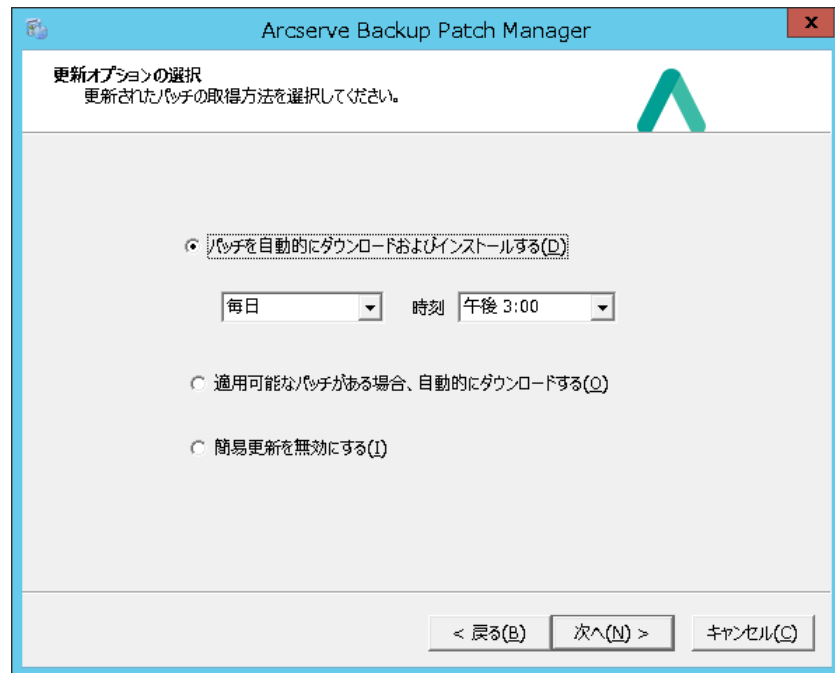 Arcserve Backup Patch Manager
x
更新オプションの選択
更新されたパッチの取得方法を選択してください。
パッチを自動的にダウンロードおよびインストールする(D)
毎日 時刻 午後 3:00
適用可能なパッチがある場合、自動的にダウンロードする(O)
簡易更新を無効にする(I)
< 戻る(B) 次へ(N) > キャンセル(C)